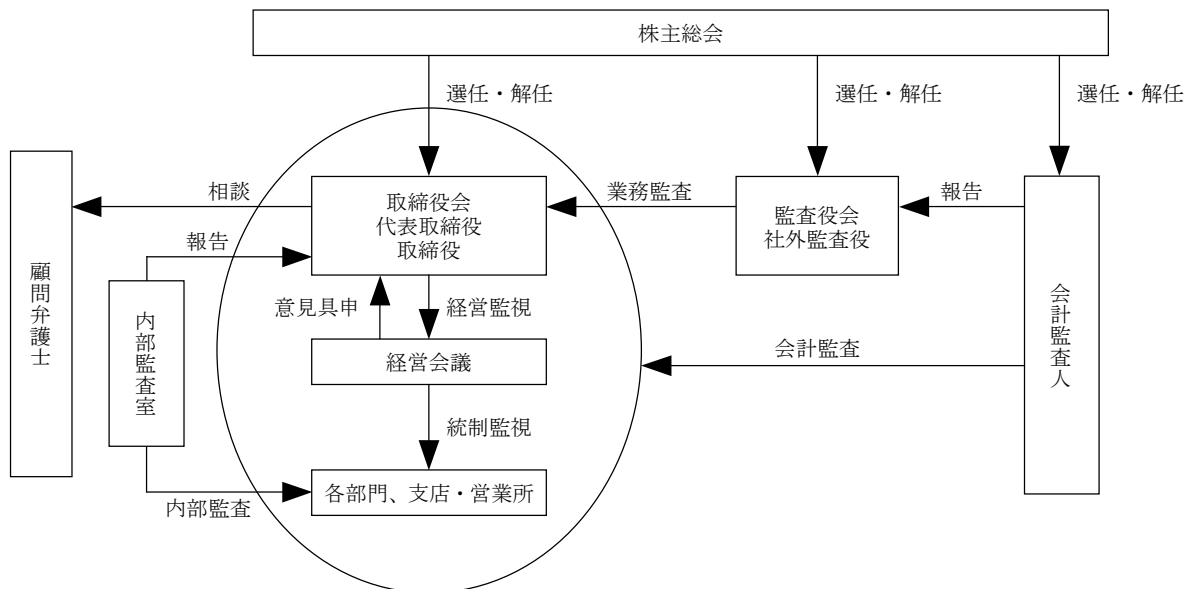 株主総会
選任・解任
選任・解任
選任・解任
相談
取締役会
代表取締役
取締役
業務監査
監査役会
社外監査役
報告
報告
顧問弁護士
内部監査室
意見具申
経営監視
会計監査人
経営会議
会計監査
統制監視
各部門、支店・営業所
内部監査